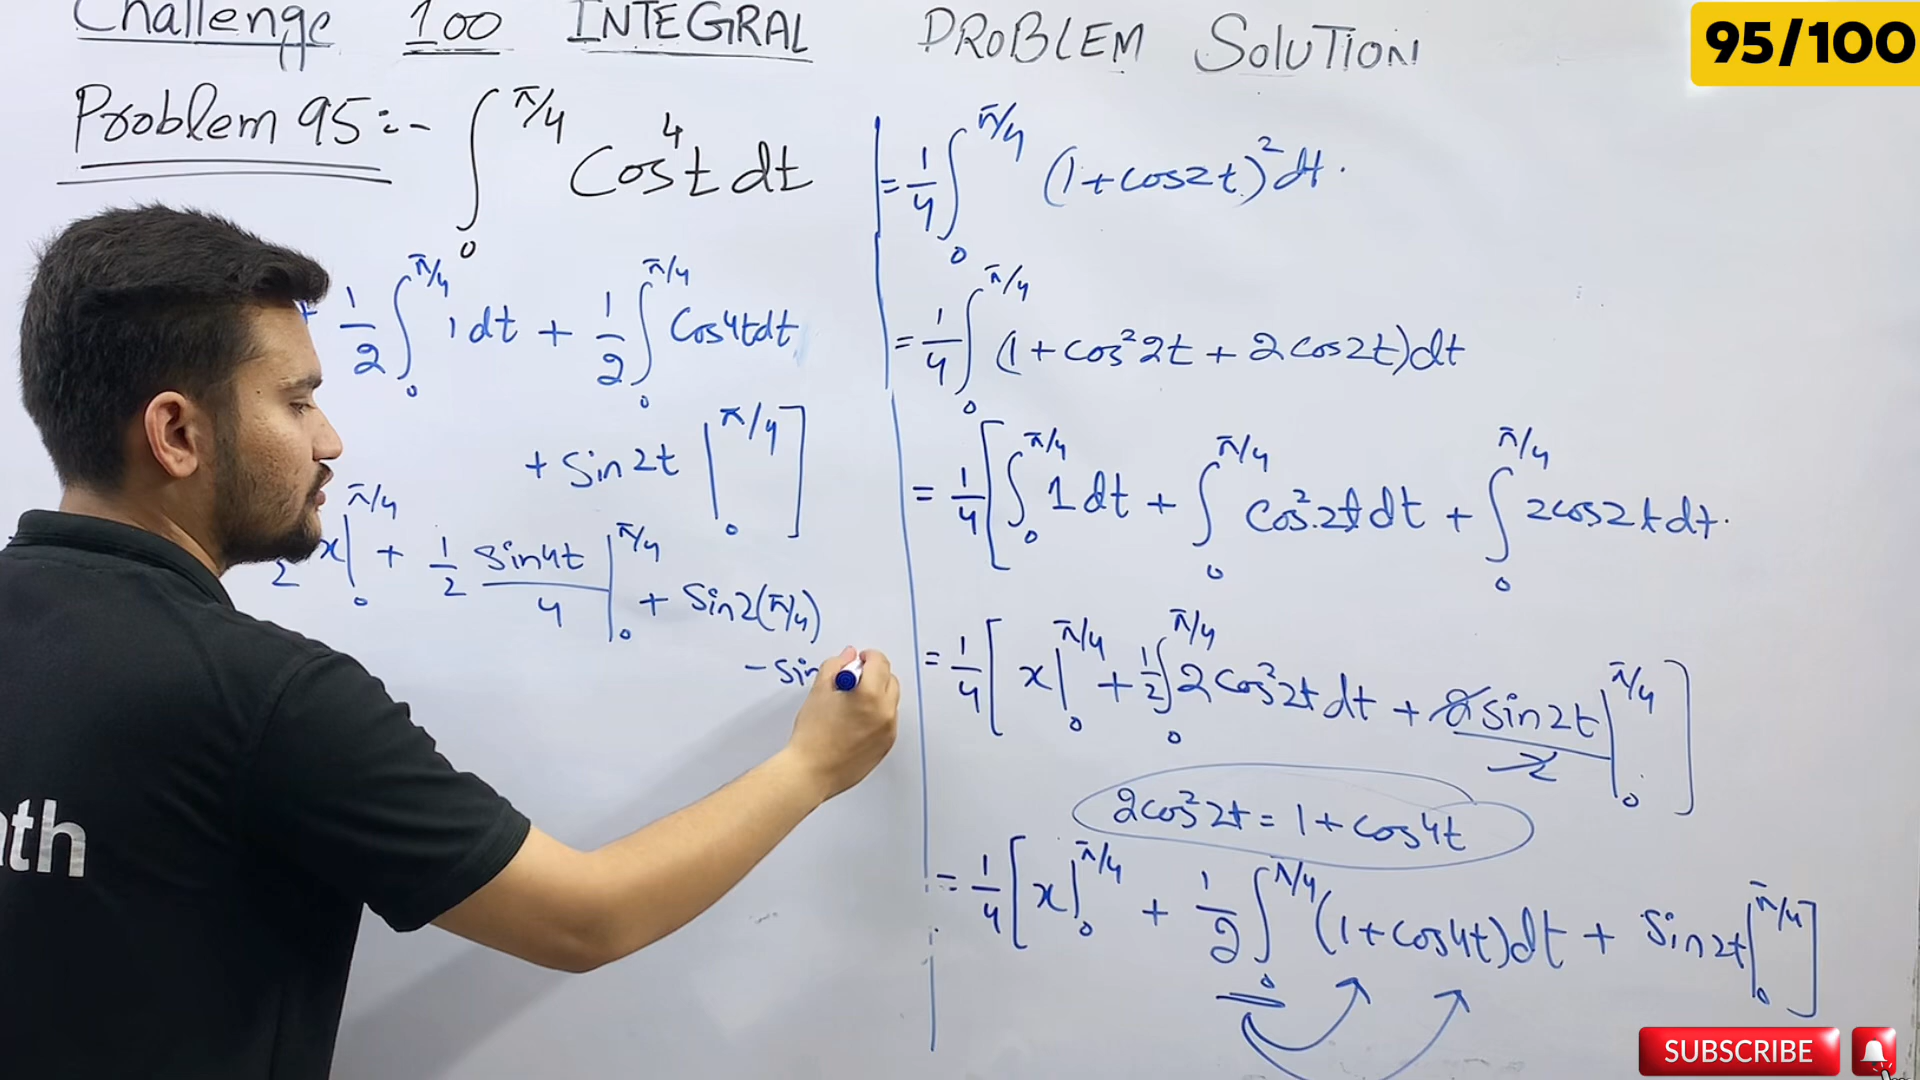 Challenge 100 INTEGRAL PROBLEM SOLUTION
95/100
Problem 95:- ∫₀^{π/4} Cos⁴t dt
+ 1/2 ∫₀^{π/4} 1 dt + 1/2 ∫₀^{π/4} Cos4t dt
+ Sin2t |₀^{π/4} ]
2 x |₀^{π/4} + 1/2 Sin4t/4 |₀^{π/4} + Sin2(π/4)
- Sin
= 1/4 ∫₀^{π/4} (1+cos2t)² dt.
= 1/4 ∫₀^{π/4} (1+cos²2t + 2cos2t)dt
= 1/4 [ ∫₀^{π/4} 1 dt + ∫₀^{π/4} Cos²2t dt + ∫₀^{π/4} 2cos2t dt.
= 1/4 [ x |₀^{π/4} + 1/2 ∫₀^{π/4} 2cos²2t dt + 2sin2t/2 |₀^{π/4} ]
2cos²2t = 1+cos4t
= 1/4 [ x |₀^{π/4} + 1/2 ∫₀^{π/4} (1+cos4t)dt + Sin2t |₀^{π/4} ]
ath
SUBSCRIBE